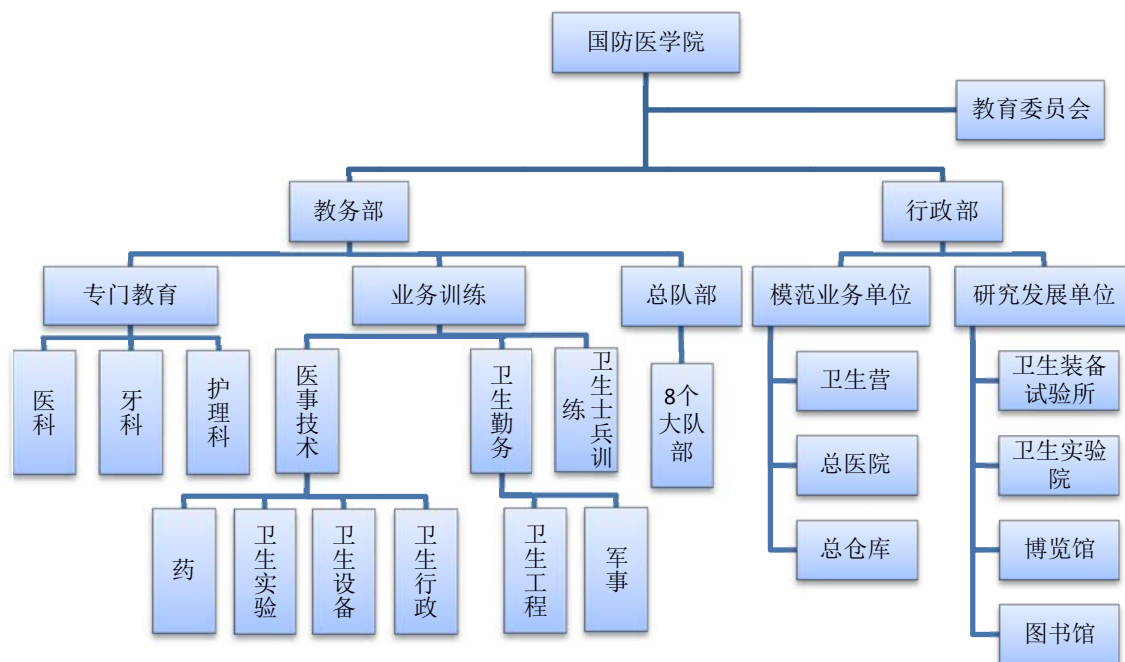 国防医学院
教育委员会
教务部
行政部
专门教育
业务训练
总队部
模范业务单位
研究发展单位
医科
牙科
护理科
医事技术
卫生勤务
卫生士兵训
练
8个
大队
部
卫生营
卫生装备
试验所
总医院
卫生实验
院
药
卫生实验
卫生设备
卫生行政
卫生工程
军事
总仓库
博览馆
图书馆